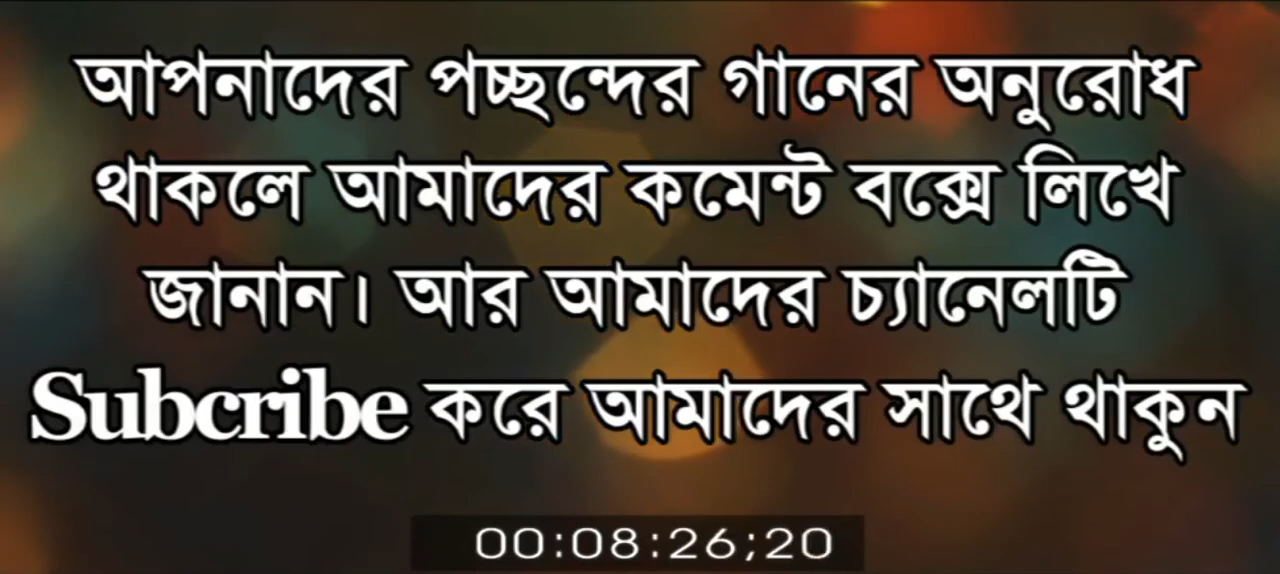 আপনাদের পচ্ছন্দের গানের অনুরোধ
থাকলে আমাদের কমেন্ট বক্সে লিখে
জানান। আর আমাদের চ্যানেলটি
Subcribe করে আমাদের সাথে থাকুন
00:08:26;20